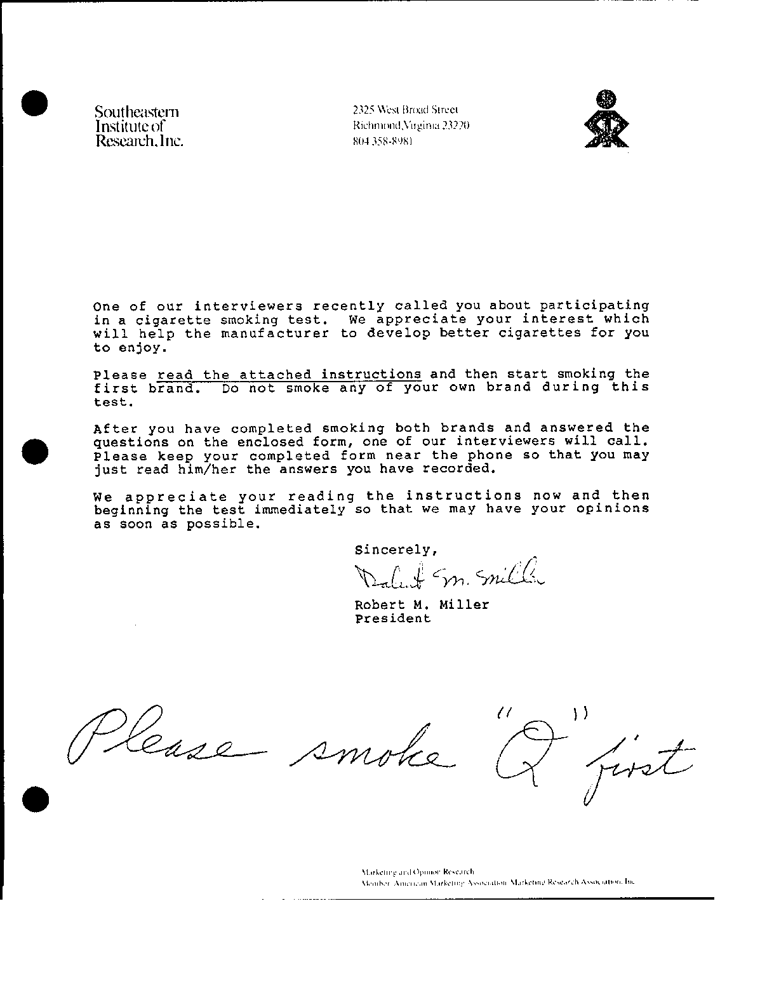 Southeastern
Institute of
Research, Inc.
2325 West Broad Street
Richmond, Virginia 23220
804 358-8981
One of our interviewers recently called you about participating
in a cigarette smoking test. We appreciate your interest which
will help the manufacturer to develop better cigarettes for you
to enjoy.
Please read the attached instructions and then start smoking the
first brand. Do not smoke any of your own brand during this
test.
After you have completed smoking both brands and answered the
questions on the enclosed form, one of our interviewers will call.
Please keep your completed form near the phone so that you may
just read him/her the answers you have recorded.
We appreciate your reading the instructions now and then
beginning the test immediately so that we may have your opinions
as soon as possible.
Sincerely,
Robert M. Miller
Robert M. Miller
President
Please smoke "Q" first
Marketing and Opinion Research
Member American Marketing Association Marketing Research Association, Inc.